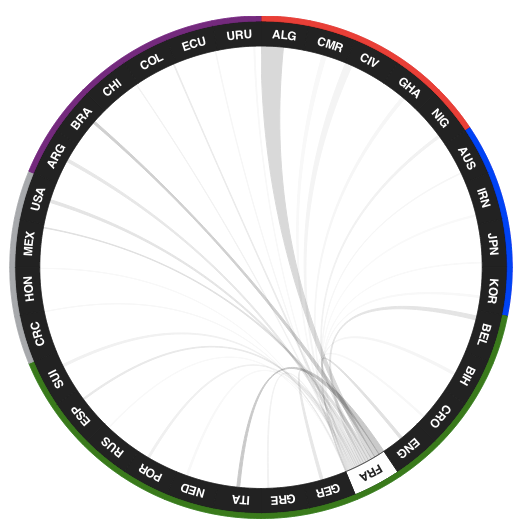 ALG
CMR
CIV
GHA
NIG
AUS
IRN
JPN
KOR
BEL
BIH
CRO
ENG
FRA
GER
GRE
ITA
NED
POR
RUS
ESP
SUI
CRC
HON
MEX
USA
ARG
BRA
CHI
COL
ECU
URU